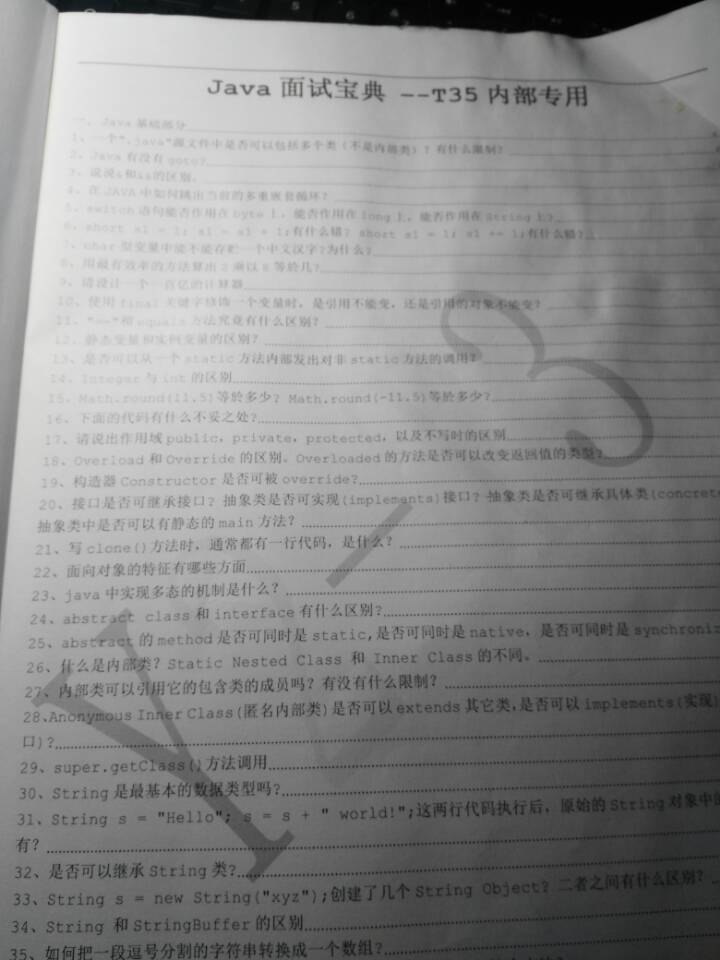 Java 面试宝典 --T35 内部专用
一、Java 基础部分
1、一个".java"源文件中是否可以包括多个类（不是内部类）？有什么限制？
2、Java 有没有 goto?
3、说说&和&&的区别。
4、在 JAVA 中如何跳出当前的多重嵌套循环？
5、switch 语句能否作用在 byte 上，能否作用在 long 上，能否作用在 String 上?
6、short s1 = 1; s1 = s1 + 1;有什么错? short s1 = 1; s1 += 1;有什么错?
7、char 型变量中能不能存贮一个中文汉字?为什么?
8、用最有效率的方法算出 2 乘以 8 等於几?
9、请设计一个一百亿的计算器
10、使用 final 关键字修饰一个变量时，是引用不能变，还是引用的对象不能变？
11、"=="和 equals 方法究竟有什么区别？
12、静态变量和实例变量的区别？
13、是否可以从一个 static 方法内部发出对非 static 方法的调用？
14、Integer 与 int 的区别
15、Math.round(11.5)等於多少? Math.round(-11.5)等於多少?
16、下面的代码有什么不妥之处?
17、请说出作用域 public，private，protected，以及不写时的区别
18、Overload 和 Override 的区别。Overloaded 的方法是否可以改变返回值的类型?
19、构造器 Constructor 是否可被 override?
20、接口是否可继承接口? 抽象类是否可实现(implements)接口? 抽象类是否可继承具体类(concrete
抽象类中是否可以有静态的 main 方法？
21、写 clone()方法时，通常都有一行代码，是什么？
22、面向对象的特征有哪些方面
23、java 中实现多态的机制是什么？
24、abstract class 和 interface 有什么区别?
25、abstract 的 method 是否可同时是 static,是否可同时是 native，是否可同时是 synchroni
26、什么是内部类？Static Nested Class 和 Inner Class 的不同。
27、内部类可以引用它的包含类的成员吗？有没有什么限制？
28、Anonymous Inner Class(匿名内部类)是否可以 extends 其它类,是否可以 implements(实现)
口)?
29、super.getClass()方法调用
30、String 是最基本的数据类型吗?
31、String s = "Hello"; s = s + " world!";这两行代码执行后，原始的 String 对象中的
有？
32、是否可以继承 String 类?
33、String s = new String("xyz");创建了几个 String Object? 二者之间有什么区别？
34、String 和 StringBuffer 的区别
35、如何把一段逗号分割的字符串转换成一个数组?
Y - 3